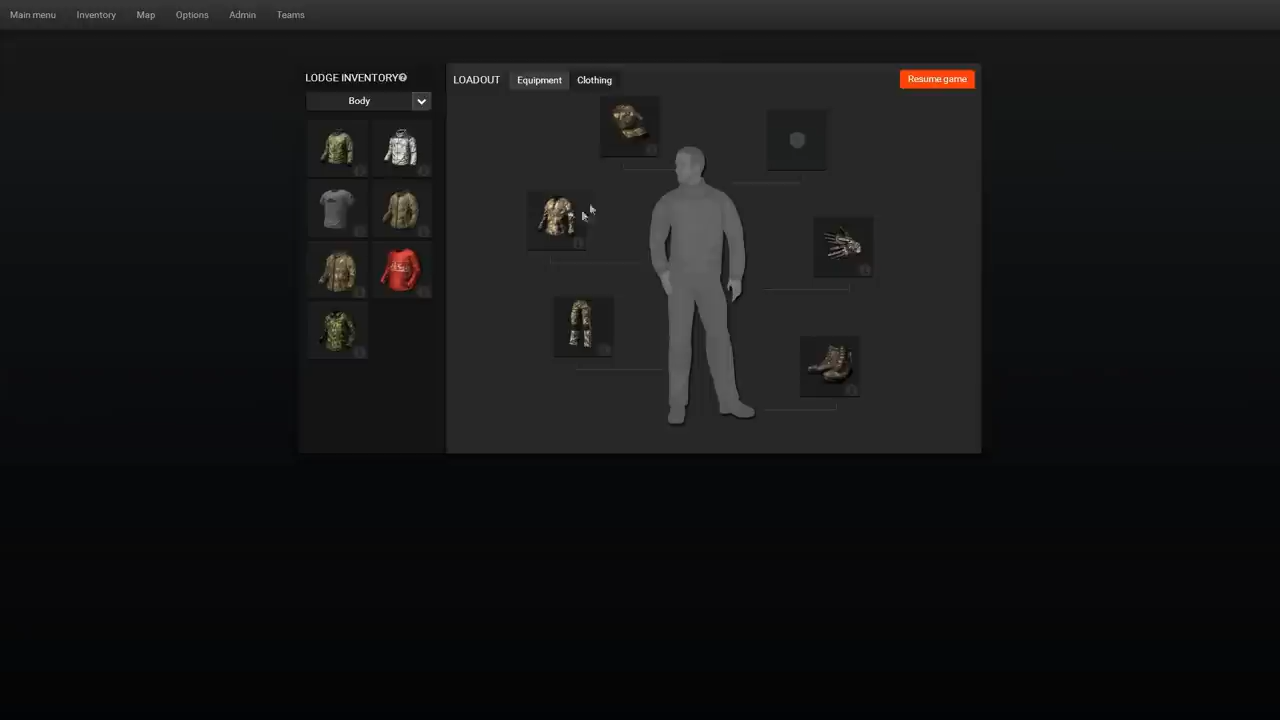 Main menu
Inventory
Map
Options
Admin
Teams
LODGE INVENTORY
Body
LOADOUT
Equipment
Clothing
Resume game